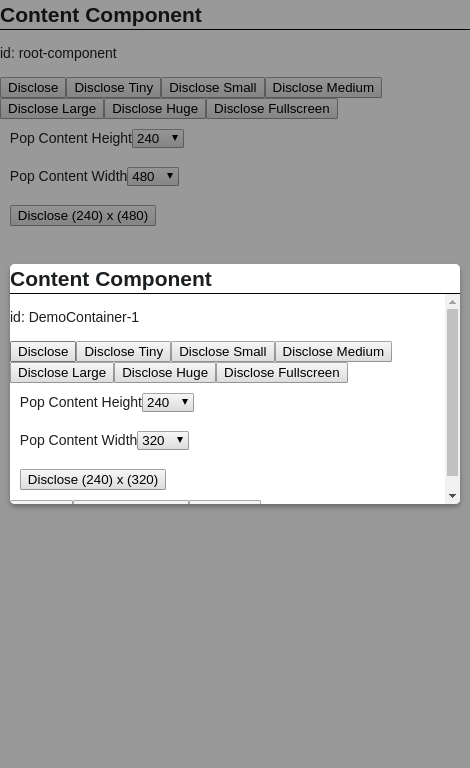 Content Component
id: root-component
Disclose Disclose Tiny Disclose Small Disclose Medium
Disclose Large Disclose Huge Disclose Fullscreen
Pop Content Height 240
Pop Content Width 480
Disclose (240) x (480)
Content Component
id: DemoContainer-1
Disclose Disclose Tiny Disclose Small Disclose Medium
Disclose Large Disclose Huge Disclose Fullscreen
Pop Content Height 240
Pop Content Width 320
Disclose (240) x (320)